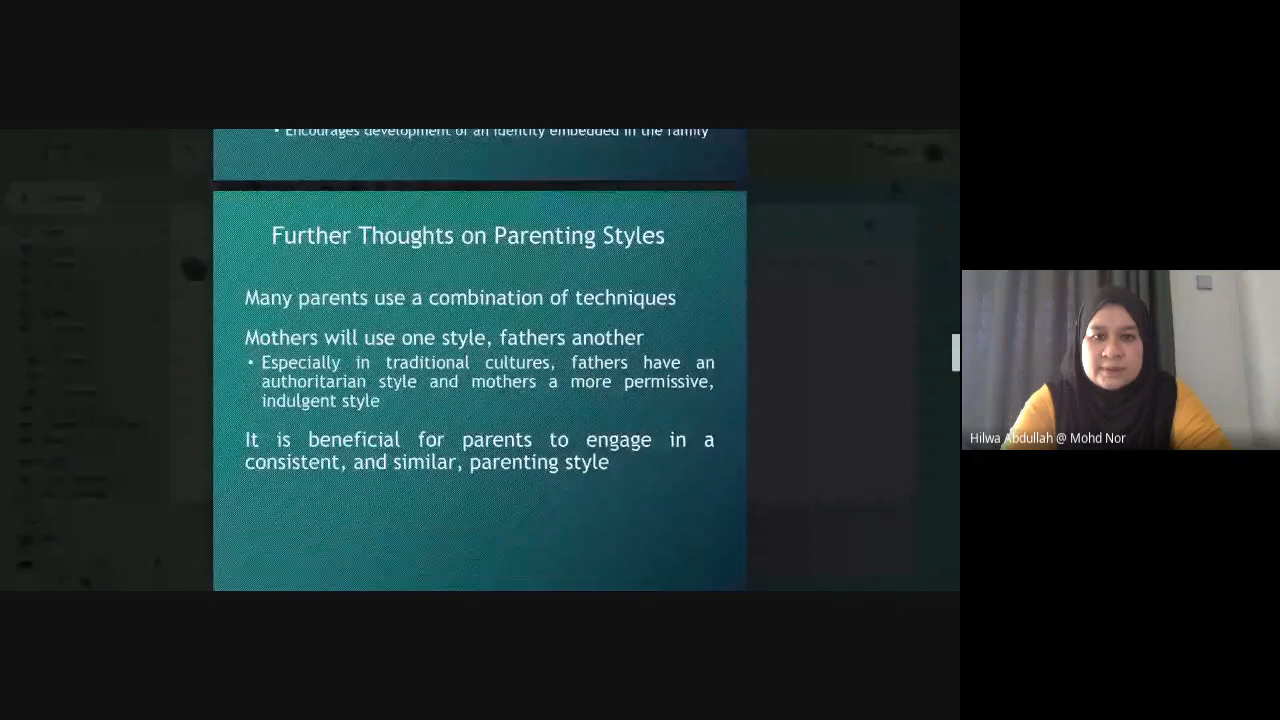 • Encourages development of an identity embedded in the family
Further Thoughts on Parenting Styles
Many parents use a combination of techniques
Mothers will use one style, fathers another
• Especially in traditional cultures, fathers have an
authoritarian style and mothers a more permissive,
indulgent style
It is beneficial for parents to engage in a
consistent, and similar, parenting style
Hilwa Abdullah @ Mohd Nor